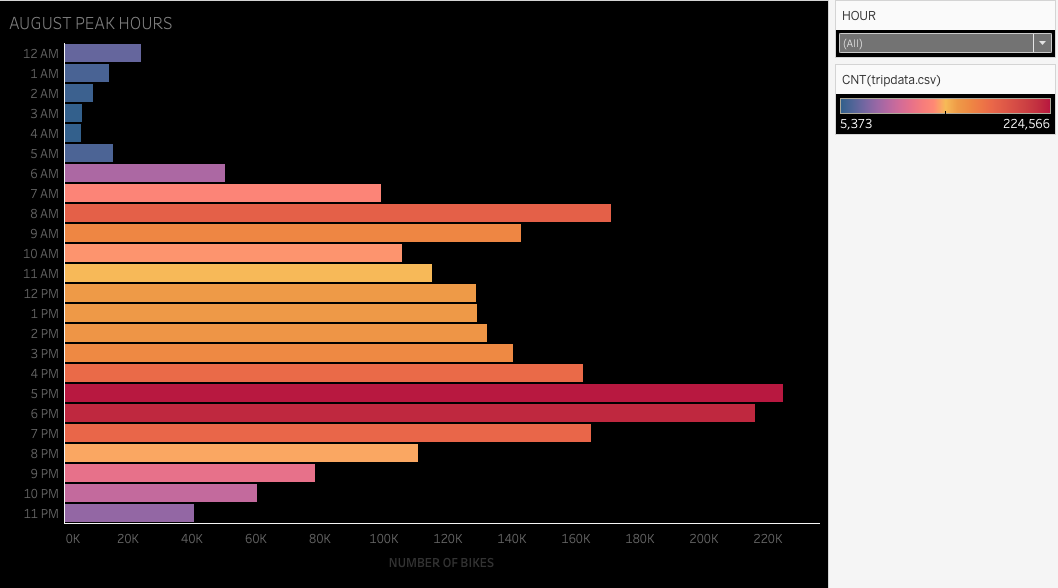 AUGUST PEAK HOURS
12 AM
1 AM
2 AM
3 AM
4 AM
5 AM
6 AM
7 AM
8 AM
9 AM
10 AM
11 AM
12 PM
1 PM
2 PM
3 PM
4 PM
5 PM
6 PM
7 PM
8 PM
9 PM
10 PM
11 PM
0K 20K 40K 60K 80K 100K 120K 140K 160K 180K 200K 220K
NUMBER OF BIKES
HOUR
(All)
CNT(tripdata.csv)
5,373 224,566